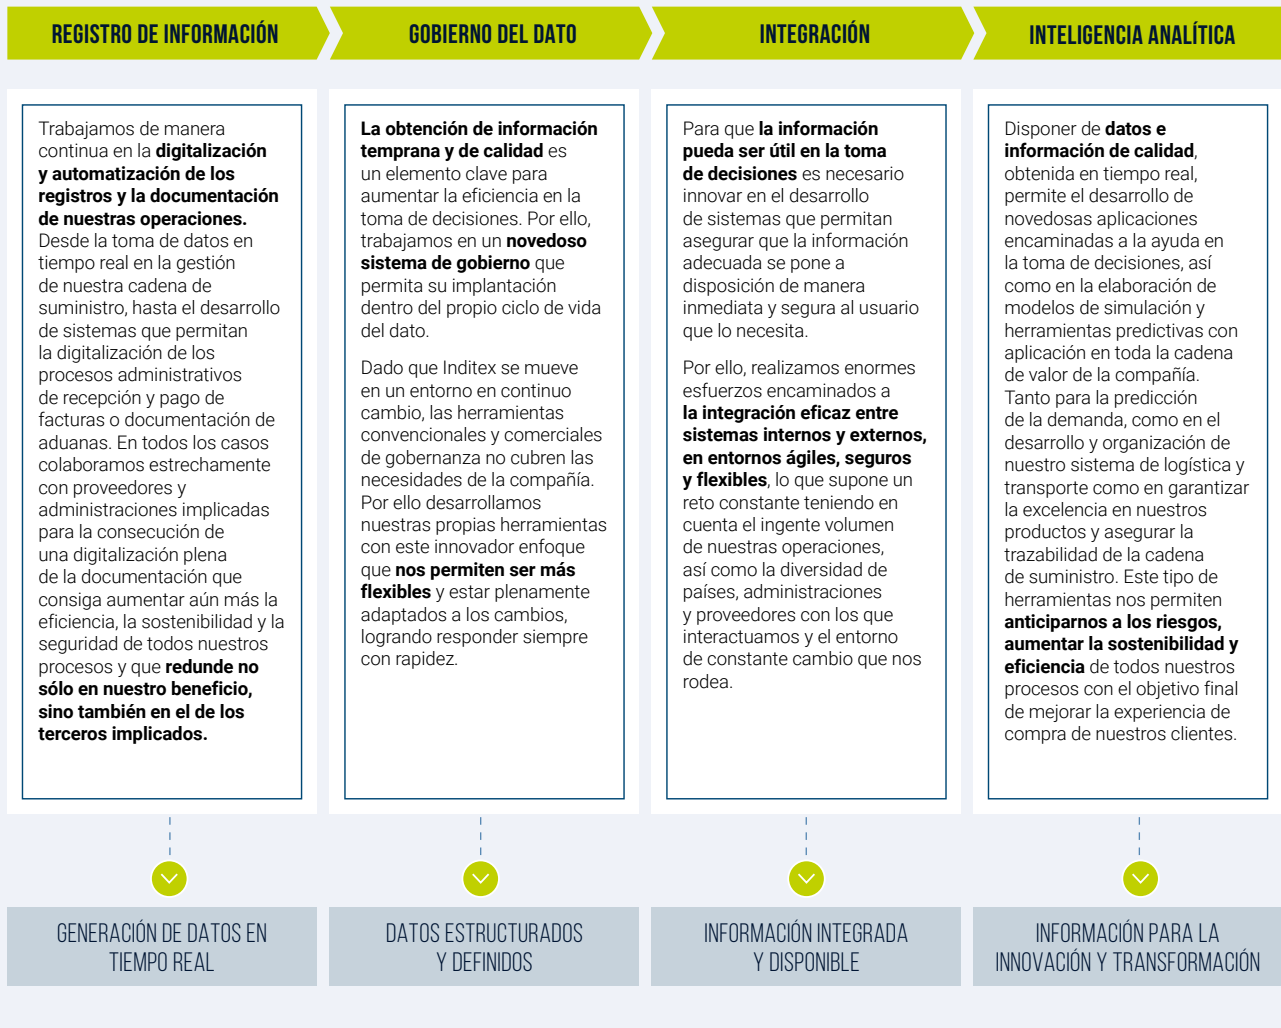 REGISTRO DE INFORMACIÓN
GOBIERNO DEL DATO
INTEGRACIÓN
INTELIGENCIA ANALÍTICA
Trabajamos de manera
continua en la digitalización
y automatización de los
registros y la documentación
de nuestras operaciones.
Desde la toma de datos en
tiempo real en la gestión
de nuestra cadena de
suministro, hasta el desarrollo
de sistemas que permitan
la digitalización de los
procesos administrativos
de recepción y pago de
facturas o documentación de
aduanas. En todos los casos
colaboramos estrechamente
con proveedores y
administraciones implicadas
para la consecución de
una digitalización plena
de la documentación que
consiga aumentar aún más la
eficiencia, la sostenibilidad y la
seguridad de todos nuestros
procesos y que redunde no
sólo en nuestro beneficio,
sino también en el de los
terceros implicados.
La obtención de información
temprana y de calidad es
un elemento clave para
aumentar la eficiencia en la
toma de decisiones. Por ello,
trabajamos en un novedoso
sistema de gobierno que
permita su implantación
dentro del propio ciclo de vida
del dato.
Dado que Inditex se mueve
en un entorno en continuo
cambio, las herramientas
convencionales y comerciales
de gobernanza no cubren las
necesidades de la compañía.
Por ello desarrollamos
nuestras propias herramientas
con este innovador enfoque
que nos permiten ser más
flexibles y estar plenamente
adaptados a los cambios,
logrando responder siempre
con rapidez.
Para que la información
pueda ser útil en la toma
de decisiones es necesario
innovar en el desarrollo
de sistemas que permitan
asegurar que la información
adecuada se pone a
disposición de manera
inmediata y segura al usuario
que lo necesita.
Por ello, realizamos enormes
esfuerzos encaminados a
la integración eficaz entre
sistemas internos y externos,
en entornos ágiles, seguros
y flexibles, lo que supone un
reto constante teniendo en
cuenta el ingente volumen
de nuestras operaciones,
así como la diversidad de
países, administraciones
y proveedores con los que
interactuamos y el entorno
de constante cambio que nos
rodea.
Disponer de datos e
información de calidad,
obtenida en tiempo real,
permite el desarrollo de
novedosas aplicaciones
encaminadas a la ayuda en
la toma de decisiones, así
como en la elaboración de
modelos de simulación y
herramientas predictivas con
aplicación en toda la cadena
de valor de la compañía.
Tanto para la predicción
de la demanda, como en el
desarrollo y organización de
nuestro sistema de logística y
transporte como en garantizar
la excelencia en nuestros
productos y asegurar la
trazabilidad de la cadena
de suministro. Este tipo de
herramientas nos permiten
anticiparnos a los riesgos,
aumentar la sostenibilidad y
eficiencia de todos nuestros
procesos con el objetivo final
de mejorar la experiencia de
compra de nuestros clientes.
GENERACIÓN DE DATOS EN
TIEMPO REAL
DATOS ESTRUCTURADOS
Y DEFINIDOS
INFORMACIÓN INTEGRADA
Y DISPONIBLE
INFORMACIÓN PARA LA
INNOVACIÓN Y TRANSFORMACIÓN